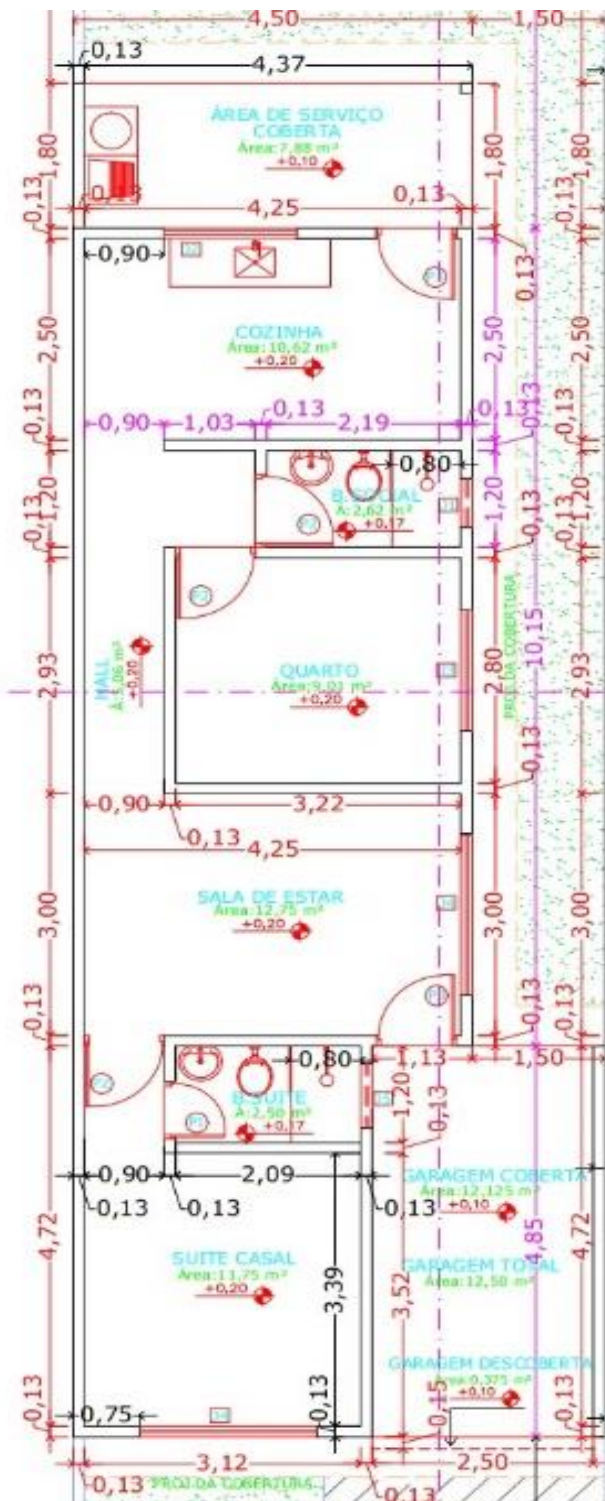 4,50
1,50
0,13
4,37
ÁREA DE SERVIÇO
COBERTA
Área:7,88 m²
+0,10
1,80
1,80
1,80
0,13
0,13
0,13
4,25
0,13
0,90
P3
0,13
COZINHA
Área:10,62 m²
+0,20
2,50
2,50
2,50
0,13
0,13
0,13
0,13
0,13
0,90
1,03
2,19
0,80
B.SOCIAL
A:2,62 m²
+0,17
P2
1,20
1,20
1,20
0,13
0,13
0,13
P2
HALL
A:5,06 m²
+0,20
QUARTO
Área:9,01 m²
+0,20
2,93
2,80
2,93
PROJ.DA COBERTURA
10,15
0,13
0,90
3,22
0,13
4,25
SALA DE ESTAR
Área:12,75 m²
+0,20
3,00
3,00
3,00
0,13
0,13
0,13
P3
P2
0,80
1,13
1,50
B.SUITE
A:2,50 m²
+0,17
P1
1,20
0,13
0,90
2,09
0,13
0,13
0,13
GARAGEM COBERTA
Área:12,125 m²
+0,10
4,72
4,85
4,72
SUITE CASAL
Área:11,75 m²
+0,20
3,39
3,52
GARAGEM TOTAL
Área:12,50 m²
GARAGEM DESCOBERTA
Área:0,375 m²
+0,10
0,75
0,13
0,13
0,15
0,13
3,12
2,50
0,13
0,13
PROJ.DA COBERTURA